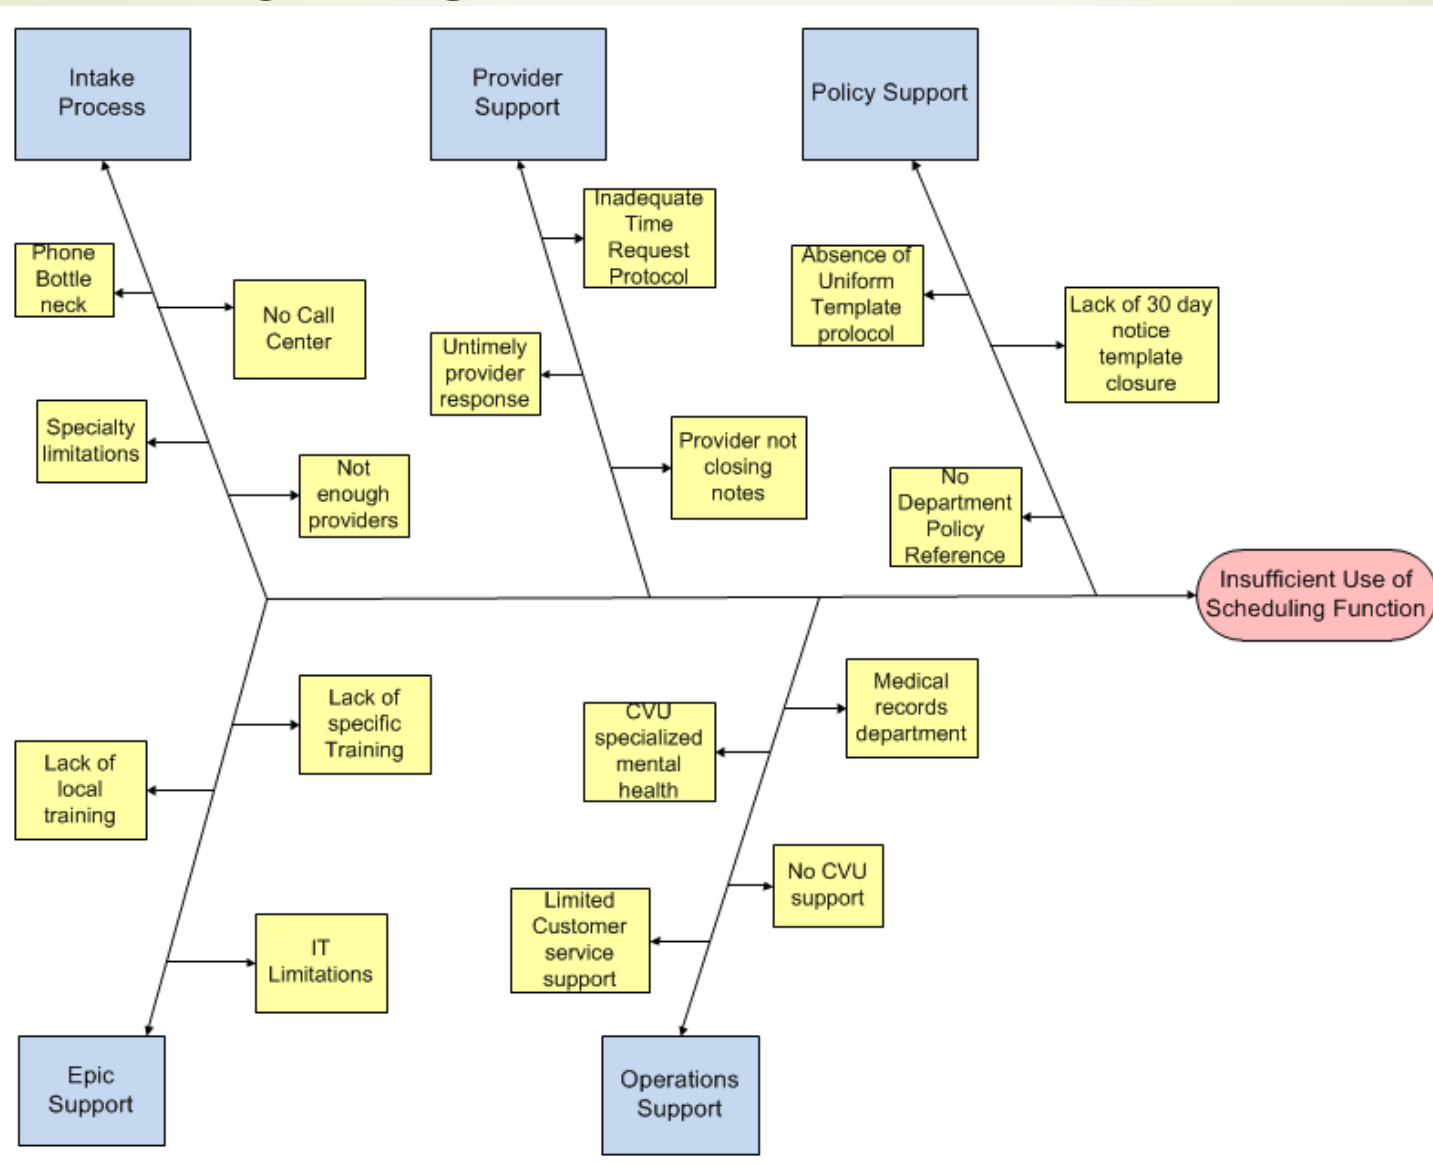 Intake
Process
Provider
Support
Policy Support
Inadequate
Time
Request
Protocol
Phone
Bottle
neck
No Call
Center
Absence of
Uniform
Template
prolocol
Lack of 30 day
notice
template
closure
Untimely
provider
response
Specialty
limitations
Provider not
closing
notes
Not
enough
providers
No
Department
Policy
Reference
Insufficient Use of
Scheduling Function
Lack of
specific
Training
Medical
records
department
CVU
specialized
mental
health
Lack of
local
training
No CVU
support
Limited
Customer
service
support
IT
Limitations
Epic
Support
Operations
Support